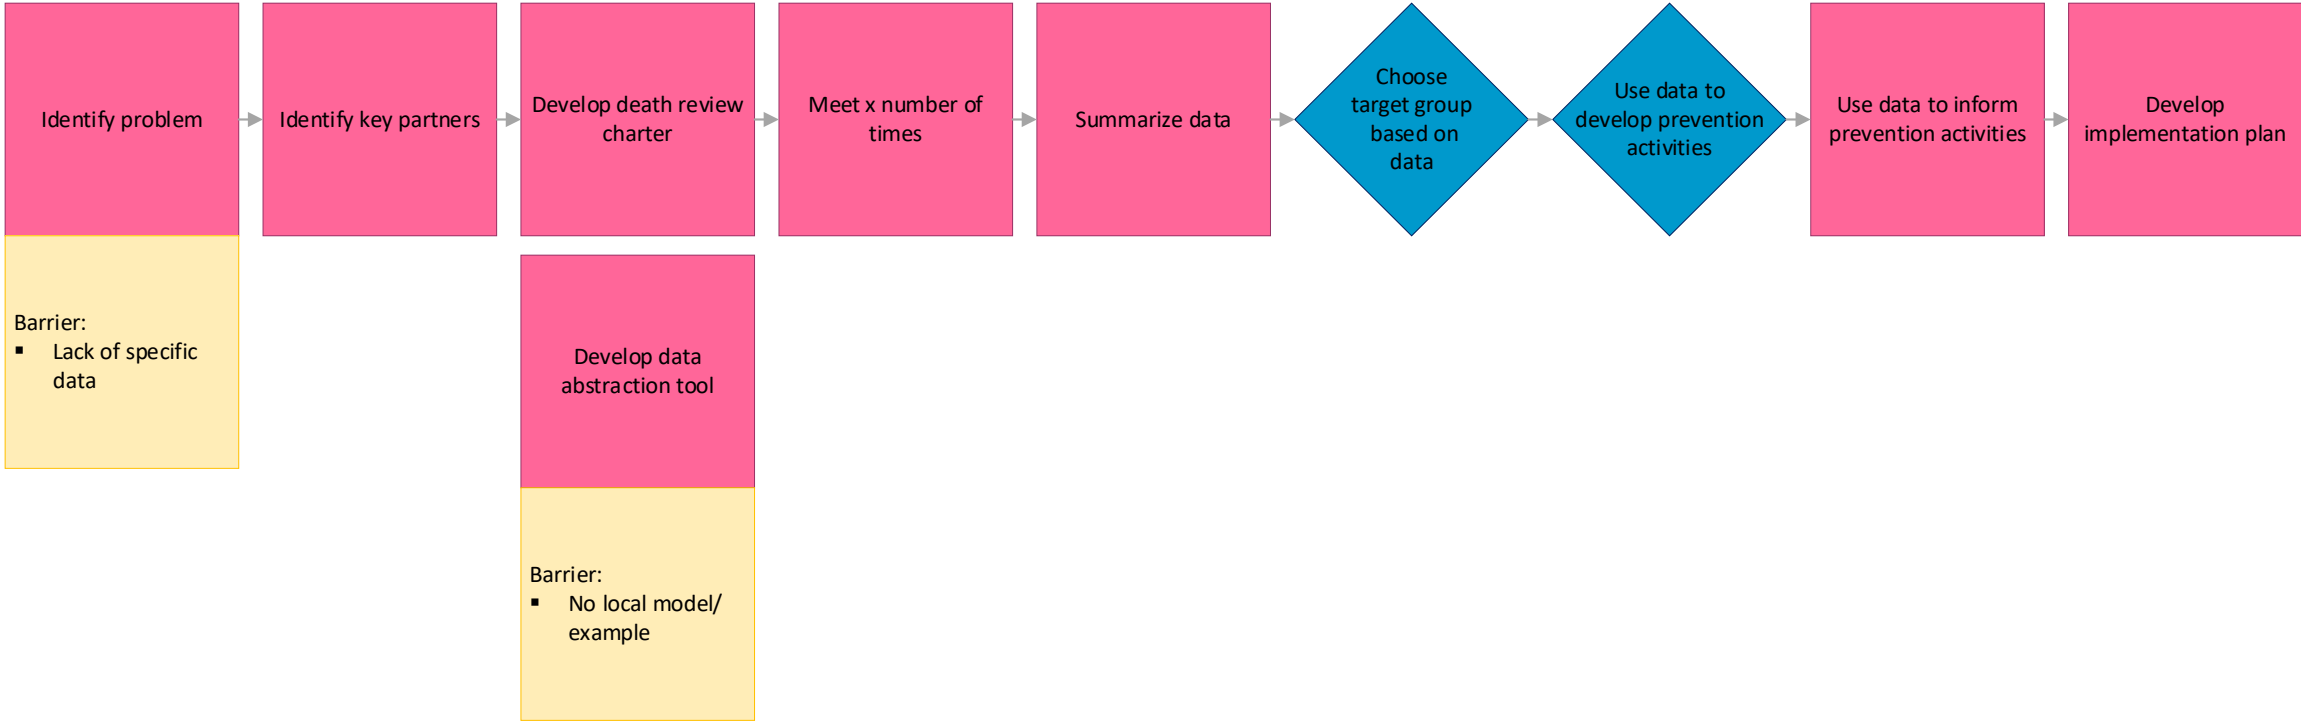 Identify problem
Identify key partners
Develop death review
charter
Meet x number of
times
Summarize data
Choose
target group
based on
data
Use data to
develop prevention
activities
Use data to inform
prevention activities
Develop
implementation plan
Barrier:
▪ Lack of specific
data
Develop data
abstraction tool
Barrier:
▪ No local model/
example